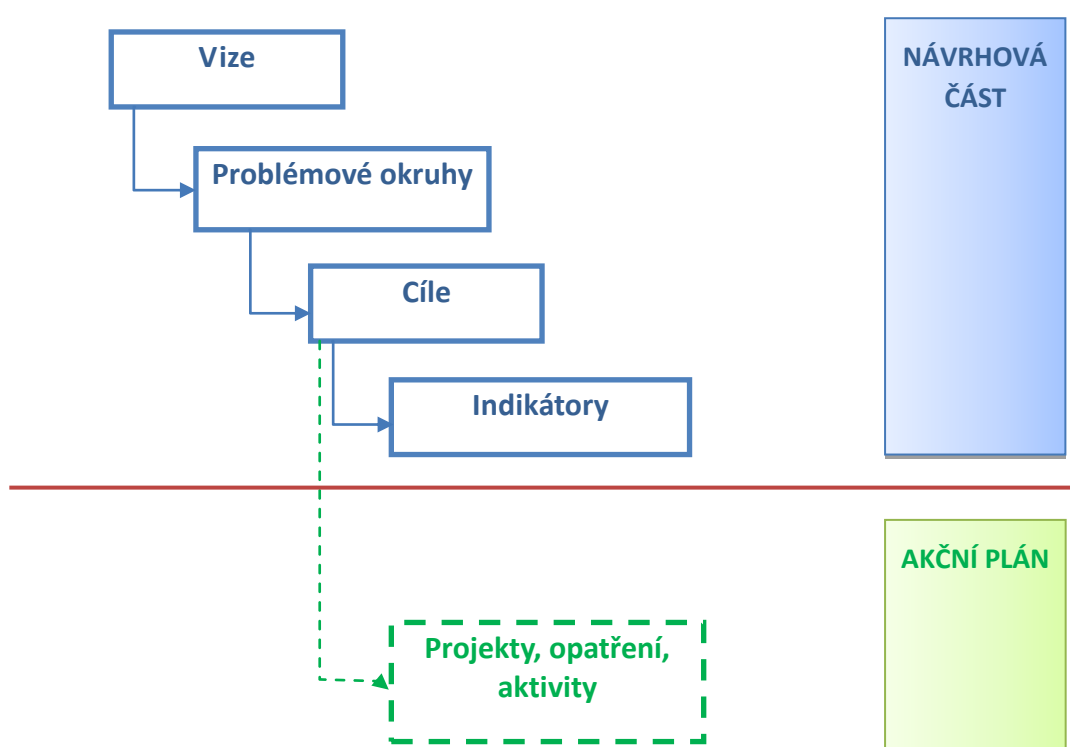 Vize
NÁVRHOVÁ
ČÁST
Problémové okruhy
Cíle
Indikátory
AKČNÍ PLÁN
Projekty, opatření,
aktivity